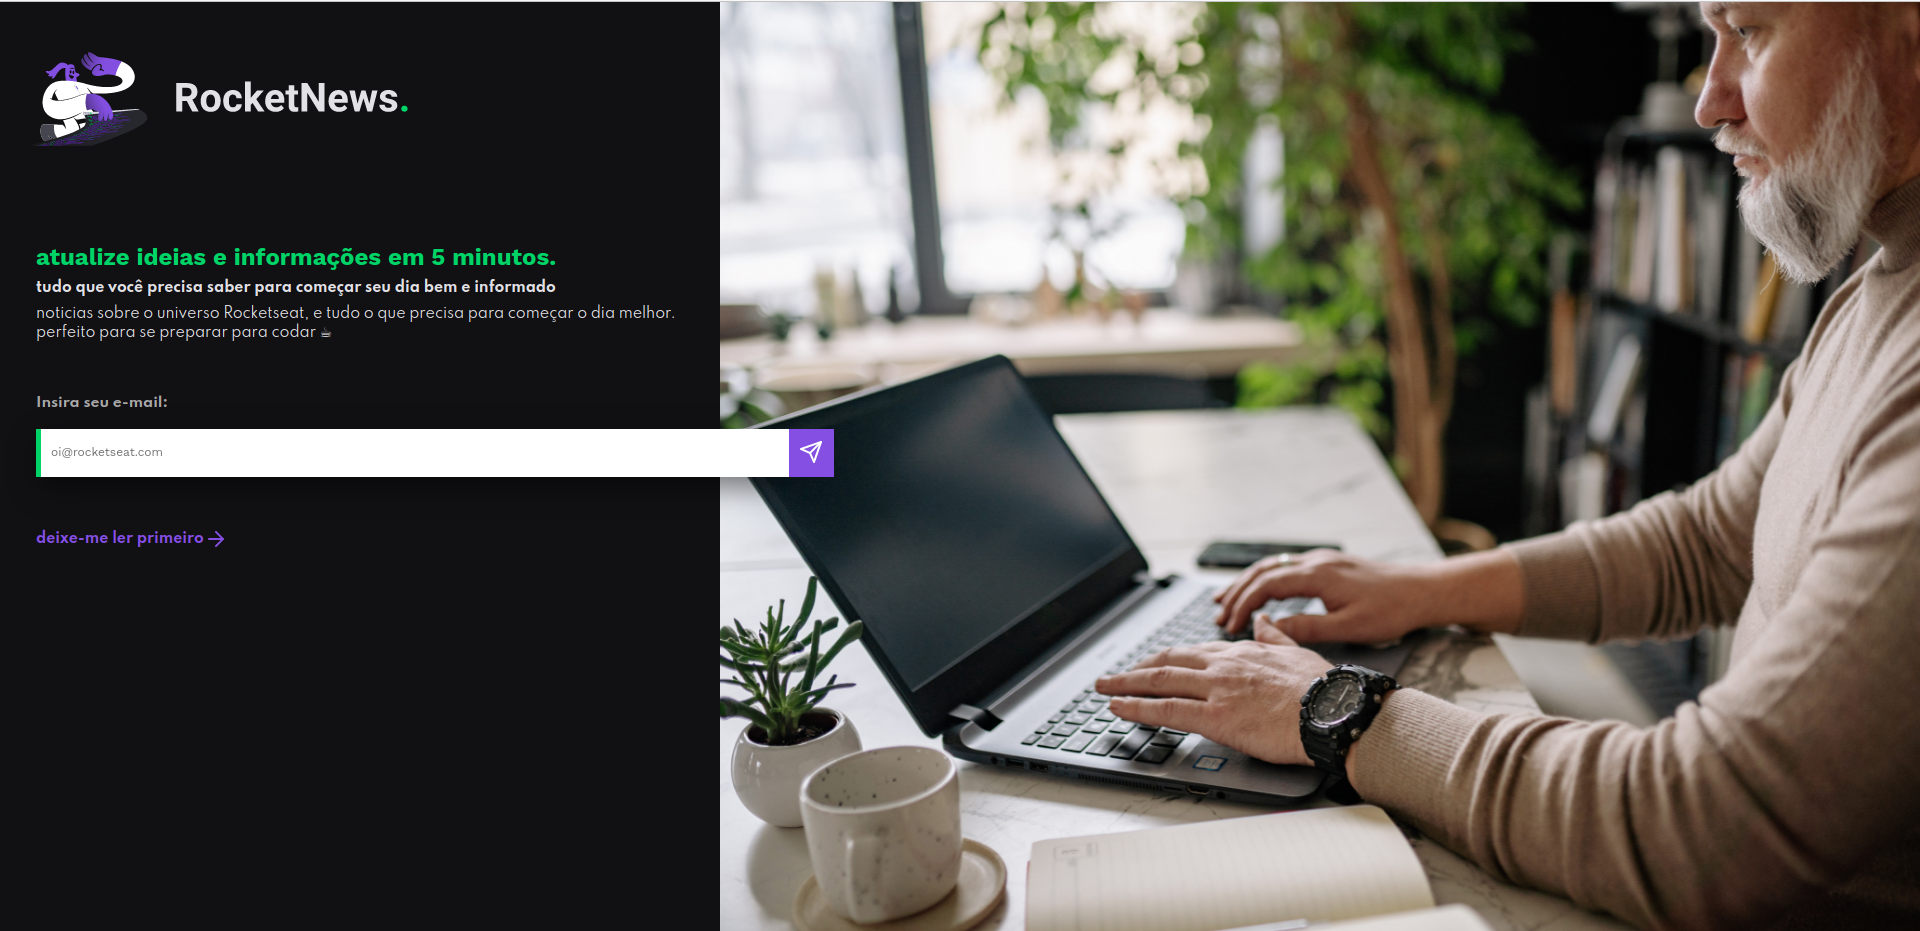 RocketNews.
atualize ideias e informações em 5 minutos.
tudo que você precisa saber para começar seu dia bem e informado
noticias sobre o universo Rocketseat, e tudo o que precisa para começar o dia melhor.
perfeito para se preparar para codar ☕
Insira seu e-mail:
oi@rocketseat.com
deixe-me ler primeiro →